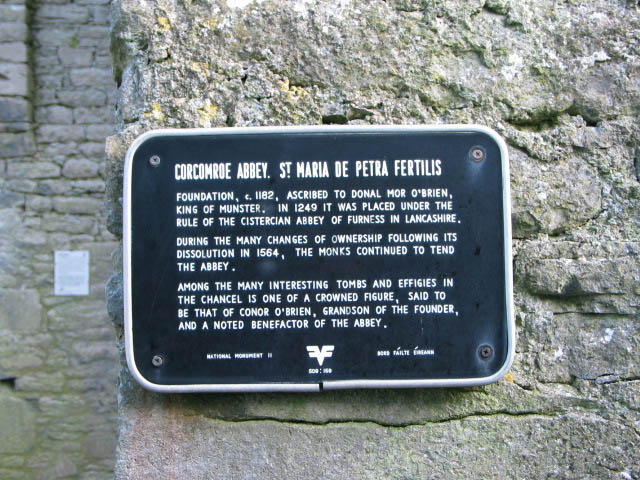 CORCOMROE ABBEY. ST MARIA DE PETRA FERTILIS
FOUNDATION, c. 1182, ASCRIBED TO DONAL MOR O'BRIEN,
KING OF MUNSTER. IN 1249 IT WAS PLACED UNDER THE
RULE OF THE CISTERCIAN ABBEY OF FURNESS IN LANCASHIRE.
DURING THE MANY CHANGES OF OWNERSHIP FOLLOWING ITS
DISSOLUTION IN 1564, THE MONKS CONTINUED TO TEND
THE ABBEY.
AMONG THE MANY INTERESTING TOMBS AND EFFIGIES IN
THE CHANCEL IS ONE OF A CROWNED FIGURE, SAID TO
BE THAT OF CONOR O'BRIEN, GRANDSON OF THE FOUNDER,
AND A NOTED BENEFACTOR OF THE ABBEY.
NATIONAL MONUMENT 11
BORD FÁILTE ÉIREANN